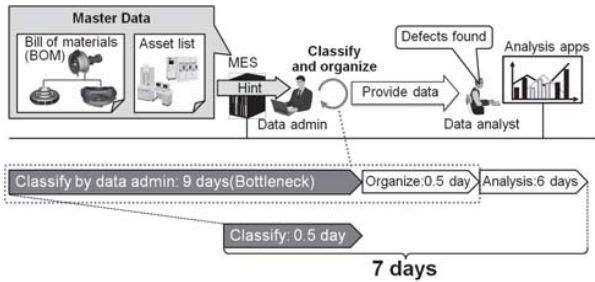 Master Data
Bill of materials
(BOM)
Asset list
MES
Hint
Data admin
Classify
and organize
Provide data
Defects found
Data analyst
Analysis apps
Classify by data admin: 9 days(Bottleneck)
Organize:0.5 day
Analysis:6 days
Classify: 0.5 day
7 days